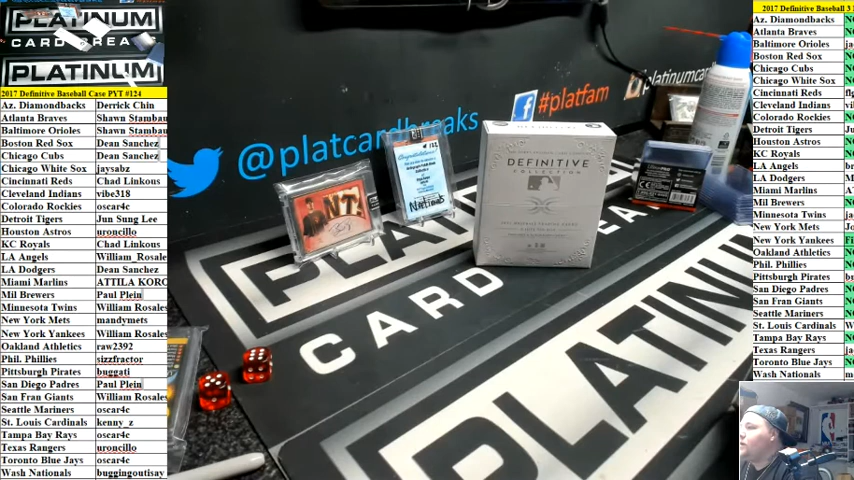 PLATINUM
CARD BREA
PLATINUM
2017 Definitive Baseball Case PYT #124
Az. Diamondbacks Derrick Chin
Atlanta Braves Shawn Stambau
Baltimore Orioles Shawn Stambau
Boston Red Sox Dean Sanchez
Chicago Cubs Dean Sanchez
Chicago White Sox jaysabz
Cincinnati Reds Chad Linkous
Cleveland Indians vibe318
Colorado Rockies oscar4c
Detroit Tigers Jun Sung Lee
Houston Astros uroncillo
KC Royals Chad Linkous
LA Angels William_Rosale
LA Dodgers Dean Sanchez
Miami Marlins ATTILA KORO
Mil Brewers Paul Plein
Minnesota Twins William Rosales
New York Mets mandymets
New York Yankees William Rosales
Oakland Athletics raw2392
Phil. Phillies sizzfractor
Pittsburgh Pirates buggati
San Diego Padres Paul Plein
San Fran Giants William Rosales
Seattle Mariners oscar4c
St. Louis Cardinals kenny_z
Tampa Bay Rays oscar4c
Texas Rangers uroncillo
Toronto Blue Jays oscar4c
Wash Nationals buggingoutisay
@platcardbreaks
#platfam
platinumcard
NT!
Congratulations!
Nationals
DEFINITIVE
COLLECTION
PLA
CARD
EA
PLATINUM
2017 Definitive Baseball 3
Az. Diamondbacks
Atlanta Braves
Baltimore Orioles
Boston Red Sox
Chicago Cubs
Chicago White Sox
Cincinnati Reds
Cleveland Indians
Colorado Rockies
Detroit Tigers
Houston Astros
KC Royals
LA Angels
LA Dodgers
Miami Marlins
Mil Brewers
Minnesota Twins
New York Mets
New York Yankees
Oakland Athletics
Phil. Phillies
Pittsburgh Pirates
San Diego Padres
San Fran Giants
Seattle Mariners
St. Louis Cardinals
Tampa Bay Rays
Texas Rangers
Toronto Blue Jays
Wash Nationals